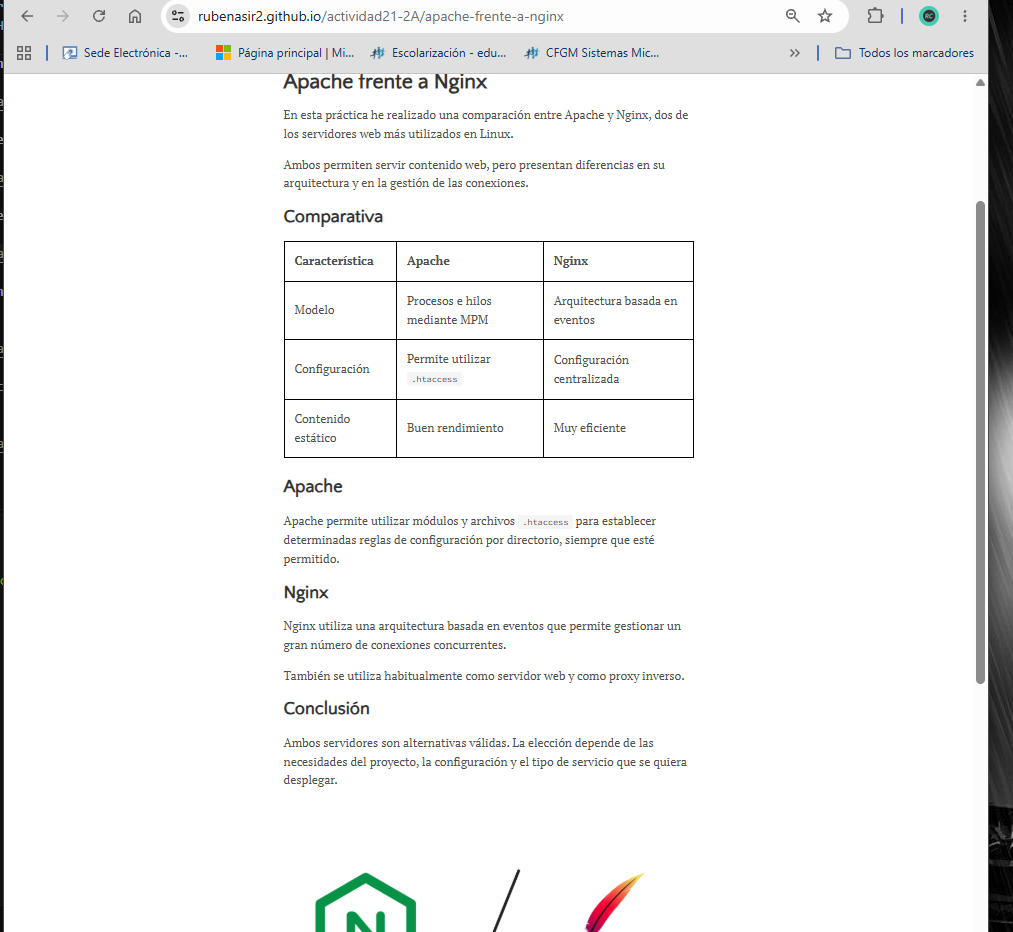 rubenasir2.github.io/actividad21-2A/apache-frente-a-nginx
RC
Sede Electrónica -...
Página principal | Mi...
Escolarización - edu...
CFGM Sistemas Mic...
Todos los marcadores
Apache frente a Nginx
En esta práctica he realizado una comparación entre Apache y Nginx, dos de
los servidores web más utilizados en Linux.
Ambos permiten servir contenido web, pero presentan diferencias en su
arquitectura y en la gestión de las conexiones.
Comparativa
Característica Apache Nginx
Modelo
Procesos e hilos
mediante MPM
Arquitectura basada en
eventos
Configuración
Permite utilizar
.htaccess
Configuración
centralizada
Contenido
estático
Buen rendimiento
Muy eficiente
Apache
Apache permite utilizar módulos y archivos .htaccess para establecer
determinadas reglas de configuración por directorio, siempre que esté
permitido.
Nginx
Nginx utiliza una arquitectura basada en eventos que permite gestionar un
gran número de conexiones concurrentes.
También se utiliza habitualmente como servidor web y como proxy inverso.
Conclusión
Ambos servidores son alternativas válidas. La elección depende de las
necesidades del proyecto, la configuración y el tipo de servicio que se quiera
desplegar.
N